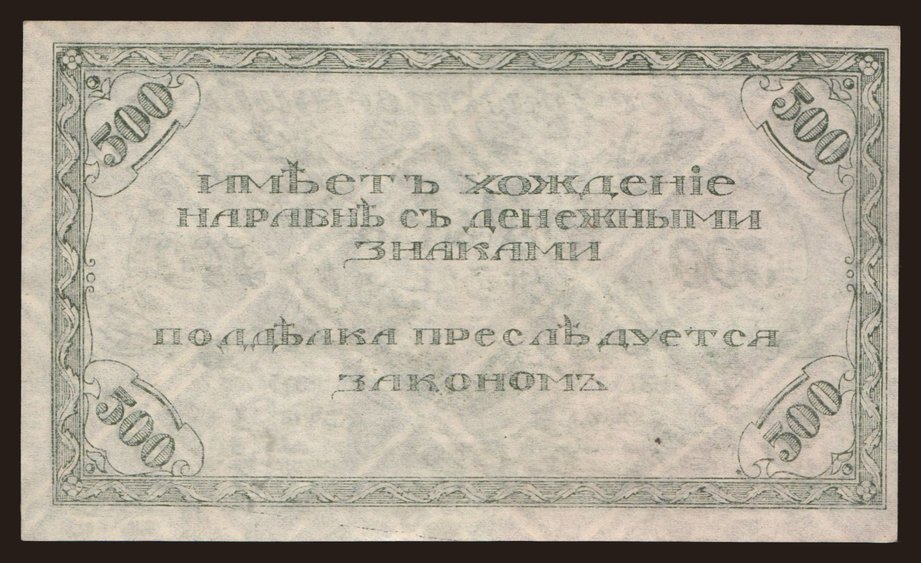 500 500
ИМѢЕТЪ ХОЖДЕНІЕ
НАРАВНѢ СЪ ДЕНЕЖНЫМИ
ЗНАКАМИ
ПОДДѢЛКА ПРЕСЛѢДУЕТСЯ
ЗАКОНОМЪ
500 500